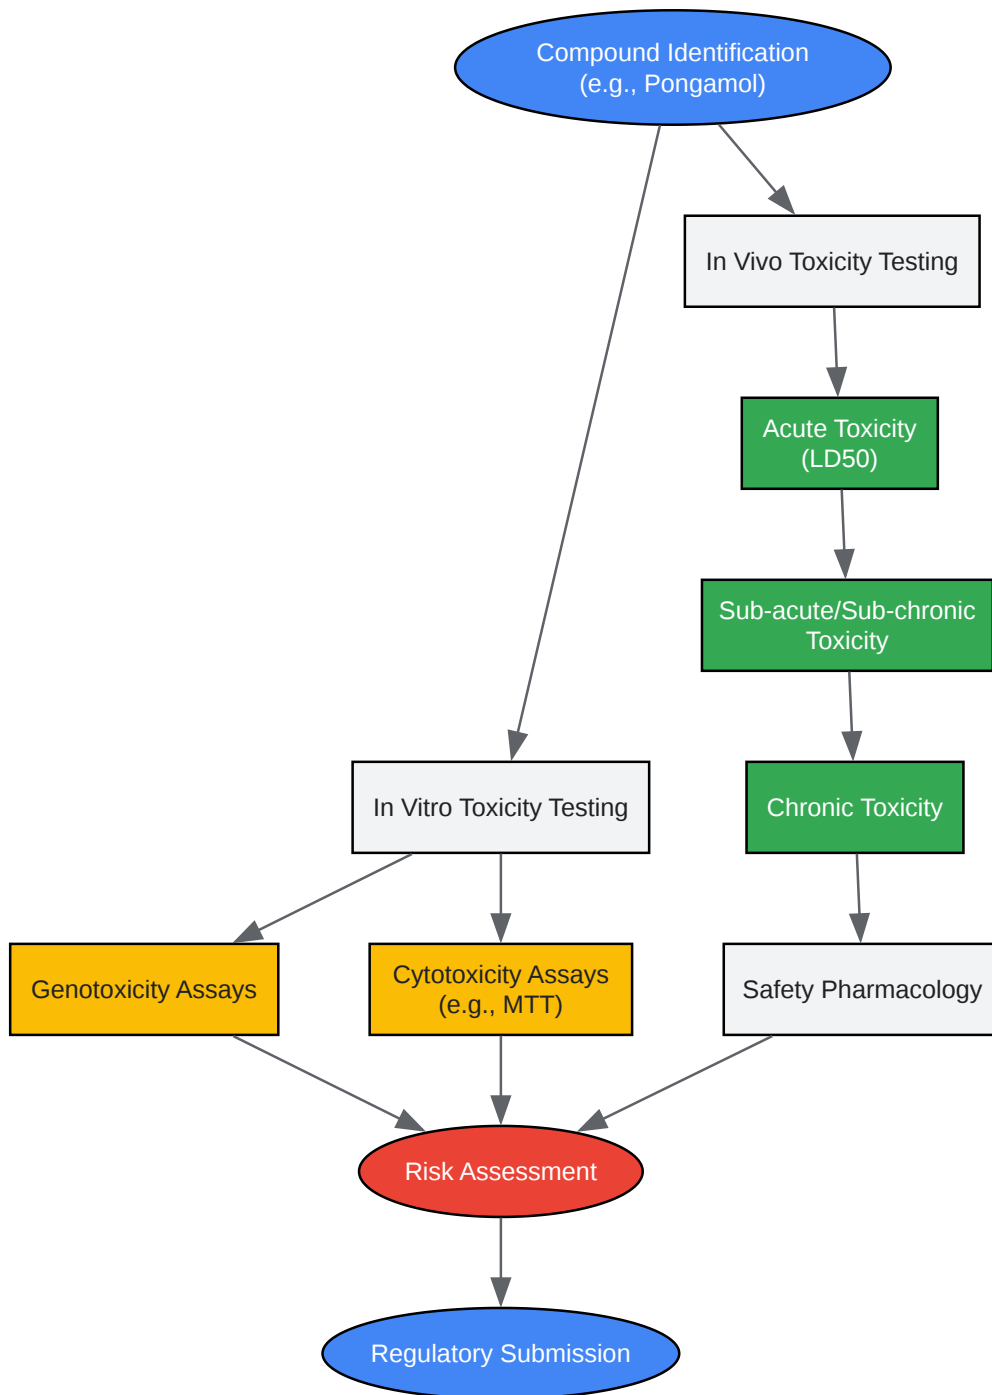 Compound Identification
(e.g., Pongamol)
In Vivo Toxicity Testing
Acute Toxicity
(LD50)
Sub-acute/Sub-chronic
Toxicity
In Vitro Toxicity Testing
Chronic Toxicity
Genotoxicity Assays
Cytotoxicity Assays
(e.g., MTT)
Safety Pharmacology
Risk Assessment
Regulatory Submission